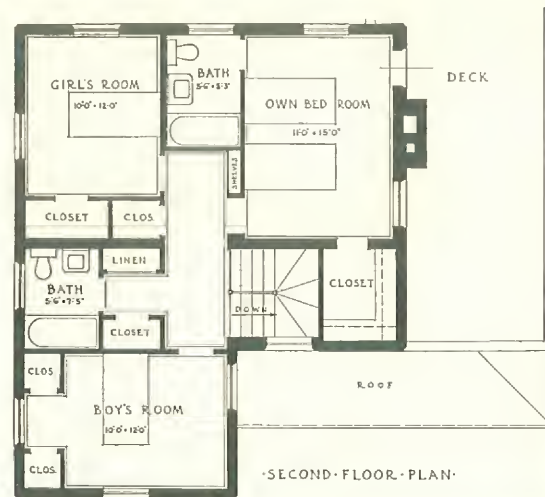 GIRL'S ROOM
10'0" × 12'0"
BATH
5'6" × 8'3"
OWN BED ROOM
11'0" × 15'0"
DECK
SHELVES
CLOSET
CLOS.
LINEN
BATH
5'6" × 7'5"
CLOSET
DOWN
CLOSET
CLOS.
BOY'S ROOM
10'0" × 12'0"
CLOS.
ROOF
·SECOND·FLOOR·PLAN·